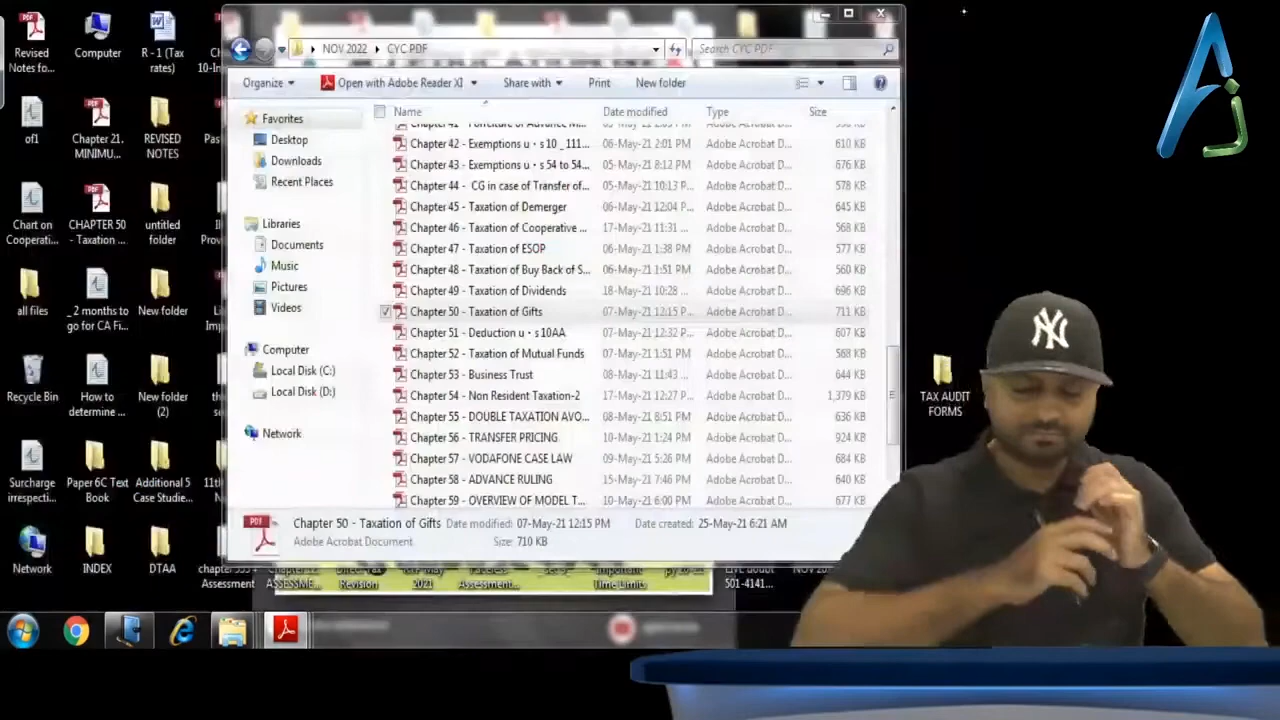 Revised
Notes fo...
Computer
R - 1 (Tax
rates)
of1
Chapter 21.
MINIMU...
REVISED
NOTES
Chart on
Cooperati...
CHAPTER 50
- Taxation ...
untitled
folder
all files
_ 2 months to
go for CA Fi...
New folder
Recycle Bin
How to
determine ...
New folder
(2)
Surcharge
irrespectiv...
Paper 6C Text
Book
Additional 5
Case Studie...
Network
INDEX
DTAA
NOV 2022
CYC PDF
Search CYC PDF
Organize
Open with Adobe Reader XI
Share with
Print
New folder
Name
Date modified
Type
Size
Favorites
Desktop
Downloads
Recent Places
Libraries
Documents
Music
Pictures
Videos
Computer
Local Disk (C:)
Local Disk (D:)
Network
Chapter 42 - Exemptions u・s 10 _ 111... 06-May-21 2:01 PM Adobe Acrobat D... 610 KB
Chapter 43 - Exemptions u・s 54 to 54... 05-May-21 8:13 PM Adobe Acrobat D... 676 KB
Chapter 44 - CG in case of Transfer of... 05-May-21 10:13 P... Adobe Acrobat D... 578 KB
Chapter 45 - Taxation of Demerger 06-May-21 12:04 P... Adobe Acrobat D... 645 KB
Chapter 46 - Taxation of Cooperative ... 17-May-21 11:31 ... Adobe Acrobat D... 568 KB
Chapter 47 - Taxation of ESOP 06-May-21 1:38 PM Adobe Acrobat D... 577 KB
Chapter 48 - Taxation of Buy Back of S... 06-May-21 1:51 PM Adobe Acrobat D... 560 KB
Chapter 49 - Taxation of Dividends 18-May-21 10:28 ... Adobe Acrobat D... 696 KB
Chapter 50 - Taxation of Gifts 07-May-21 12:15 P... Adobe Acrobat D... 711 KB
Chapter 51 - Deduction u・s 10AA 07-May-21 12:32 P... Adobe Acrobat D... 607 KB
Chapter 52 - Taxation of Mutual Funds 07-May-21 1:51 PM Adobe Acrobat D... 568 KB
Chapter 53 - Business Trust 08-May-21 11:43 ... Adobe Acrobat D... 644 KB
Chapter 54 - Non Resident Taxation-2 17-May-21 12:27 P... Adobe Acrobat D... 1,379 KB
Chapter 55 - DOUBLE TAXATION AVO... 08-May-21 8:51 PM Adobe Acrobat D... 636 KB
Chapter 56 - TRANSFER PRICING 10-May-21 1:24 PM Adobe Acrobat D... 924 KB
Chapter 57 - VODAFONE CASE LAW 09-May-21 5:26 PM Adobe Acrobat D... 684 KB
Chapter 58 - ADVANCE RULING 15-May-21 7:46 PM Adobe Acrobat D... 640 KB
Chapter 59 - OVERVIEW OF MODEL T... 10-May-21 6:00 PM Adobe Acrobat D... 677 KB
PDF
Chapter 50 - Taxation of Gifts Date modified: 07-May-21 12:15 PM Date created: 25-May-21 6:21 AM
Adobe Acrobat Document Size: 710 KB
Assessment
Revision
2021
Assessment...
Time Limits
501-4141...
TAX AUDIT
FORMS
NY